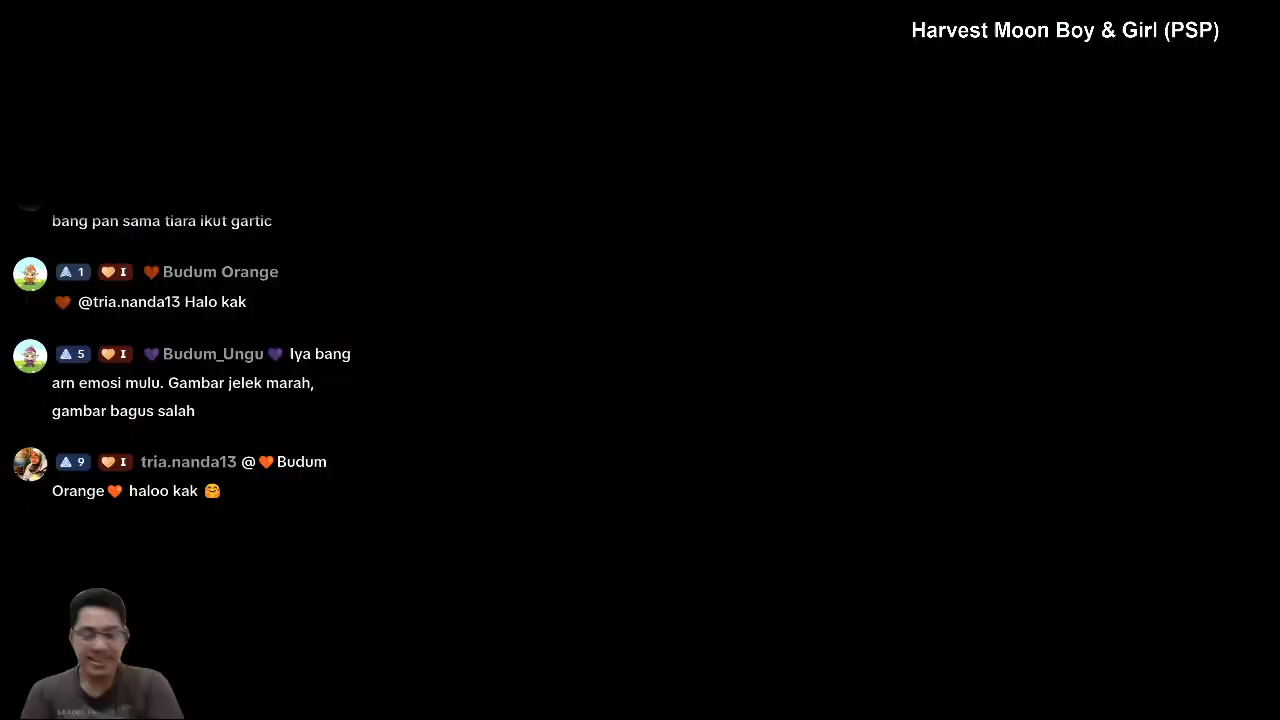 Harvest Moon Boy & Girl (PSP)
bang pan sama tiara ikut gartic
1 I 🧡Budum Orange
🧡 @tria.nanda13 Halo kak
5 I 💜Budum_Ungu💜 Iya bang
arn emosi mulu. Gambar jelek marah,
gambar bagus salah
9 I tria.nanda13 @🧡Budum
Orange🧡 haloo kak 🤗